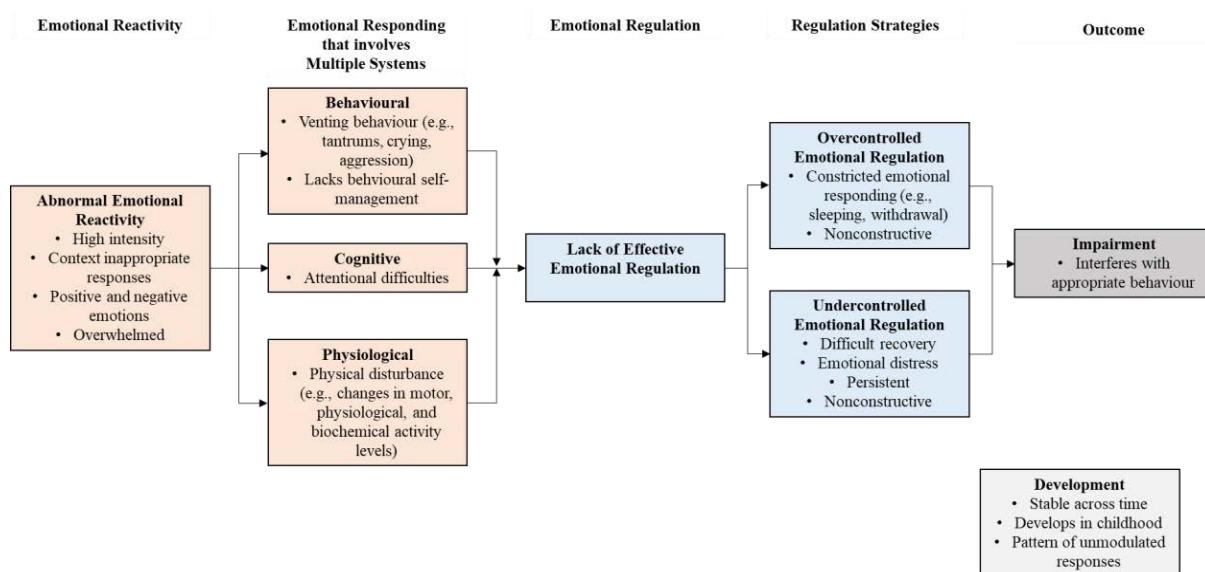 Emotional Reactivity
Emotional Responding
that involves
Multiple Systems
Emotional Regulation
Regulation Strategies
Outcome
Abnormal Emotional
Reactivity
• High intensity
• Context inappropriate
responses
• Positive and negative
emotions
• Overwhelmed
Behavioural
• Venting behaviour (e.g.,
tantrums, crying,
aggression)
• Lacks behvioural self-
management
Cognitive
• Attentional difficulties
Physiological
• Physical disturbance
(e.g., changes in motor,
physiological, and
biochemical activity
levels)
Lack of Effective
Emotional Regulation
Overcontrolled
Emotional Regulation
• Constricted emotional
responding (e.g.,
sleeping, withdrawal)
• Nonconstructive
Undercontrolled
Emotional Regulation
• Difficult recovery
• Emotional distress
• Persistent
• Nonconstructive
Impairment
• Interferes with
appropriate behaviour
Development
• Stable across time
• Develops in childhood
• Pattern of unmodulated
responses